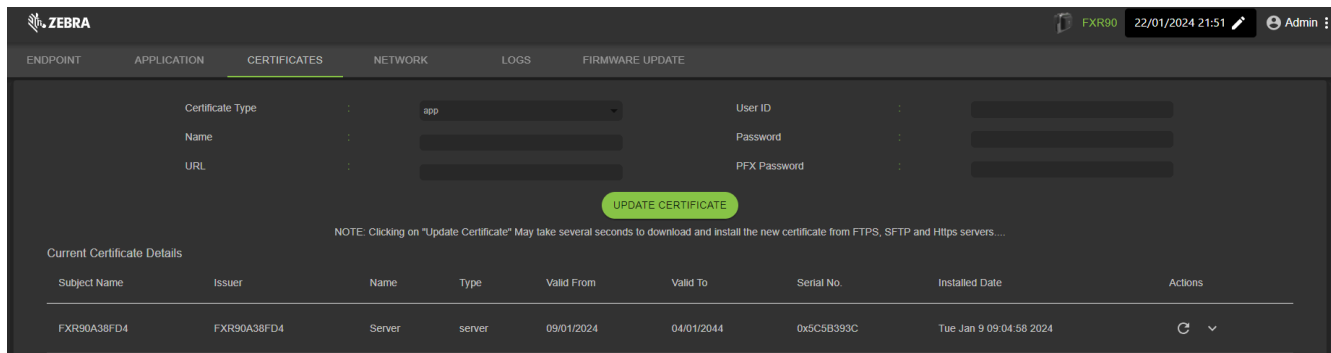 ZEBRA FXR90 22/01/2024 21:51 Admin
ENDPOINT APPLICATION CERTIFICATES NETWORK LOGS FIRMWARE UPDATE
Certificate Type : app User ID :
Name : Password :
URL : PFX Password :
UPDATE CERTIFICATE
NOTE: Clicking on "Update Certificate" May take several seconds to download and install the new certificate from FTPS, SFTP and Https servers....
Current Certificate Details
Subject Name Issuer Name Type Valid From Valid To Serial No. Installed Date Actions
FXR90A38FD4 FXR90A38FD4 Server server 09/01/2024 04/01/2044 0x5C5B393C Tue Jan 9 09:04:58 2024